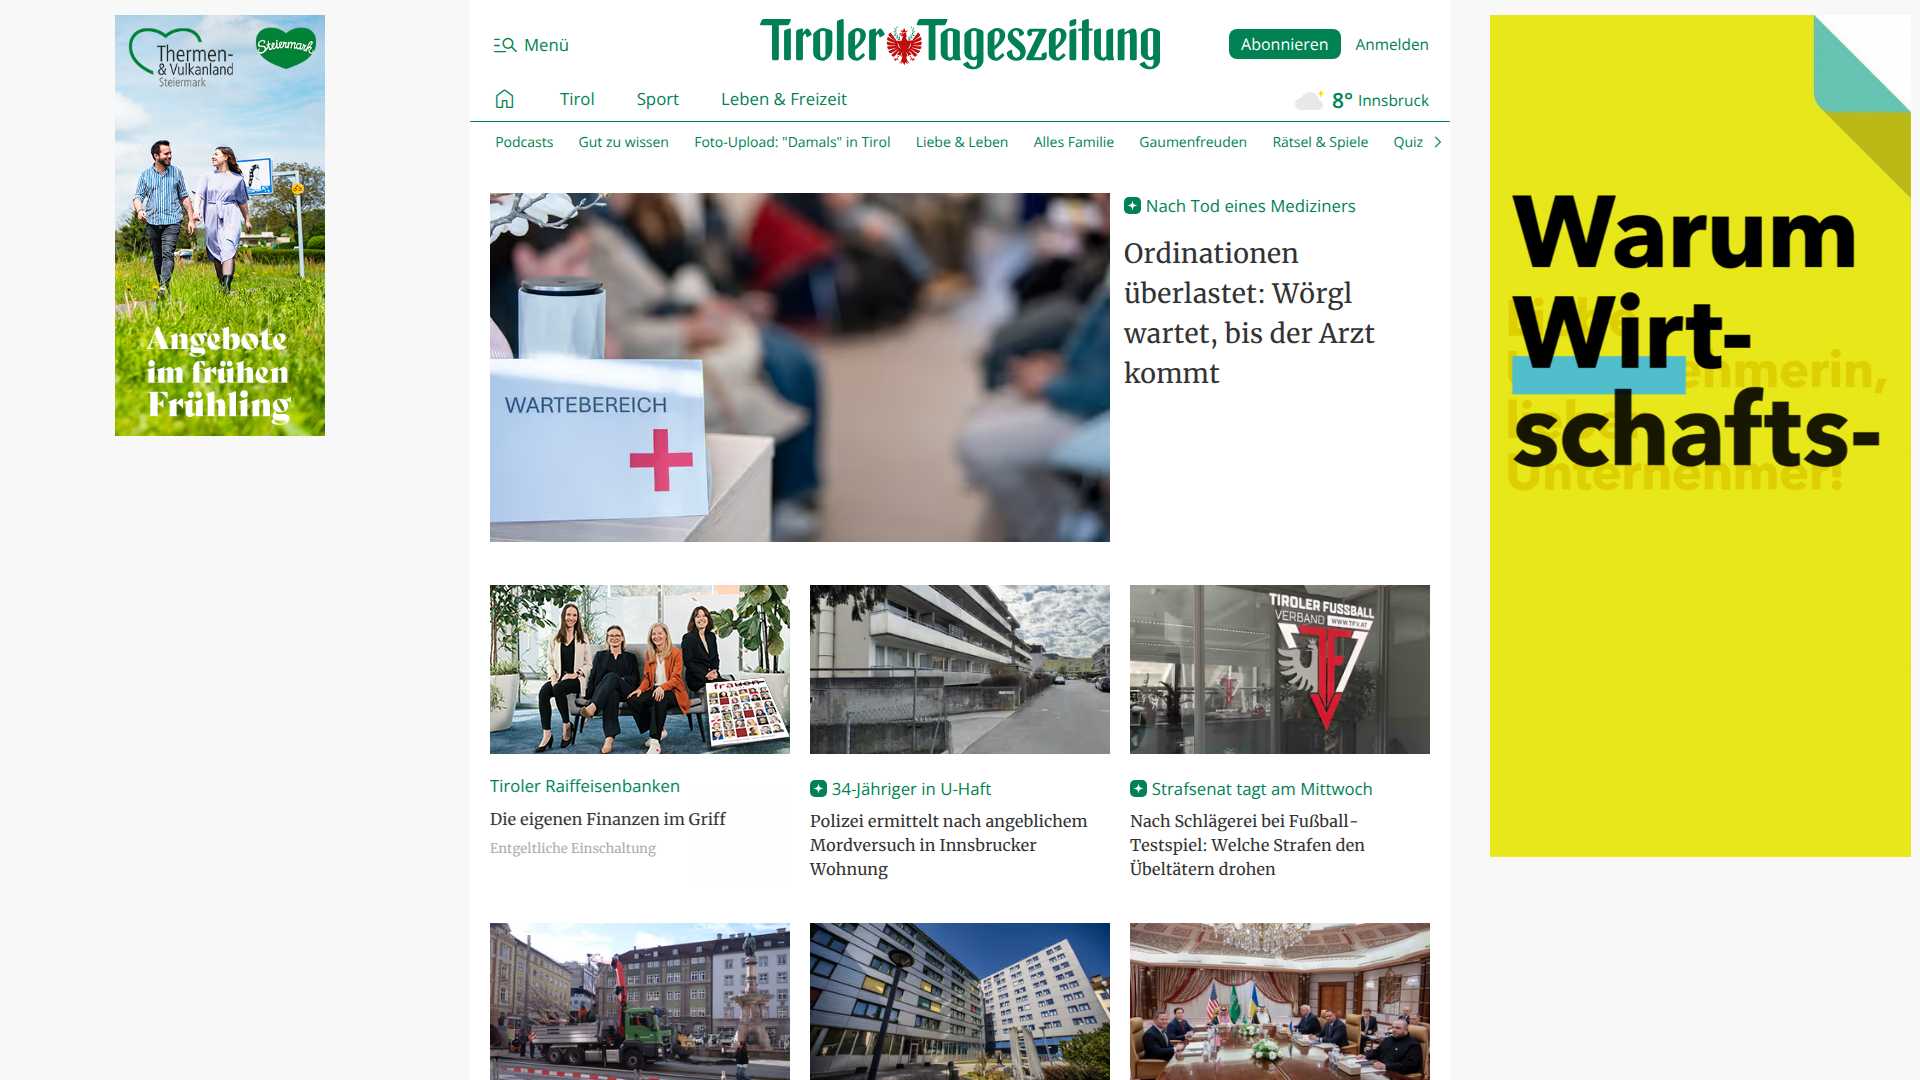 Thermen-
& Vulkanland
Steiermark
Steiermark
Angebote
im frühen
Frühling
Menü
Tiroler Tageszeitung
Abonnieren
Anmelden
Tirol
Sport
Leben & Freizeit
8° Innsbruck
Podcasts
Gut zu wissen
Foto-Upload: "Damals" in Tirol
Liebe & Leben
Alles Familie
Gaumenfreuden
Rätsel & Spiele
Quiz
WARTEBEREICH
Nach Tod eines Mediziners
Ordinationen
überlastet: Wörgl
wartet, bis der Arzt
kommt
frauen
Tiroler Raiffeisenbanken
Die eigenen Finanzen im Griff
Entgeltliche Einschaltung
34-Jähriger in U-Haft
Polizei ermittelt nach angeblichem
Mordversuch in Innsbrucker
Wohnung
TIROLER FUSSBALL
VERBAND WWW.TFV.AT
Strafsenat tagt am Mittwoch
Nach Schlägerei bei Fußball-
Testspiel: Welche Strafen den
Übeltätern drohen
Warum
Wirt-
schafts-
Unternehmer!